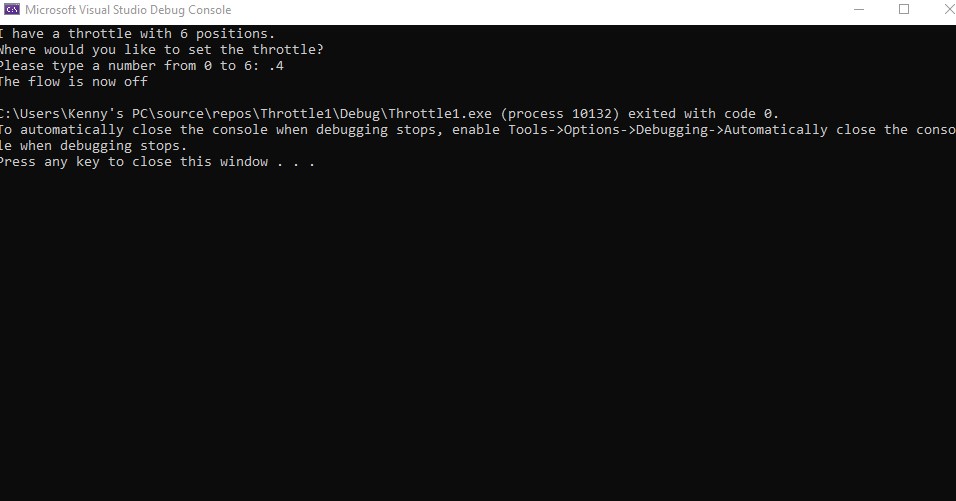 Microsoft Visual Studio Debug Console
I have a throttle with 6 positions.
Where would you like to set the throttle?
Please type a number from 0 to 6: .4
The flow is now off
C:\Users\Kenny's PC\source\repos\Throttle1\Debug\Throttle1.exe (process 10132) exited with code 0.
To automatically close the console when debugging stops, enable Tools->Options->Debugging->Automatically close the conso
le when debugging stops.
Press any key to close this window . . .